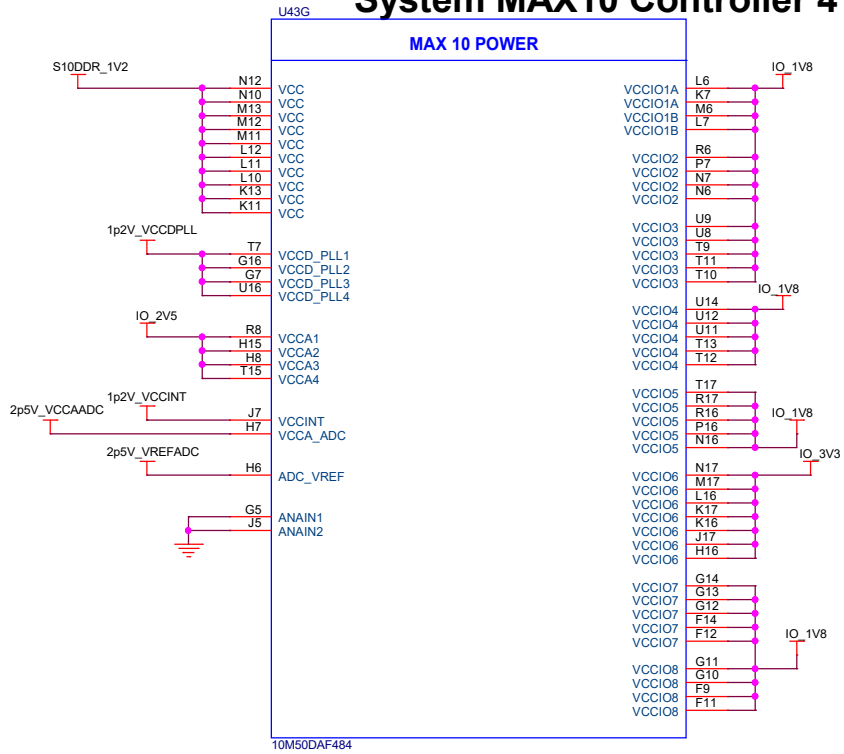 System MAX10 Controller 4
U43G
MAX 10 POWER
S10DDR_1V2
N12 VCC
N10 VCC
M13 VCC
M12 VCC
M11 VCC
L12 VCC
L11 VCC
L10 VCC
K13 VCC
K11 VCC
1p2V_VCCDPLL
T7 VCCD_PLL1
G16 VCCD_PLL2
G7 VCCD_PLL3
U16 VCCD_PLL4
IO_2V5
R8 VCCA1
H15 VCCA2
H8 VCCA3
T15 VCCA4
1p2V_VCCINT
2p5V_VCCAADC
J7 VCCINT
H7 VCCA_ADC
2p5V_VREFADC
H6 ADC_VREF
G5 ANAIN1
J5 ANAIN2
IO_1V8
VCCIO1A L6
VCCIO1A K7
VCCIO1B M6
VCCIO1B L7
VCCIO2 R6
VCCIO2 P7
VCCIO2 N7
VCCIO2 N6
VCCIO3 U9
VCCIO3 U8
VCCIO3 T9
VCCIO3 T11
VCCIO3 T10
IO_1V8
VCCIO4 U14
VCCIO4 U12
VCCIO4 U11
VCCIO4 T13
VCCIO4 T12
VCCIO5 T17
VCCIO5 R17
VCCIO5 R16
VCCIO5 P16
VCCIO5 N16
IO_1V8
IO_3V3
VCCIO6 N17
VCCIO6 M17
VCCIO6 L16
VCCIO6 K17
VCCIO6 K16
VCCIO6 J17
VCCIO6 H16
VCCIO7 G14
VCCIO7 G13
VCCIO7 G12
VCCIO7 F14
VCCIO7 F12
IO_1V8
VCCIO8 G11
VCCIO8 G10
VCCIO8 F9
VCCIO8 F11
10M50DAF484